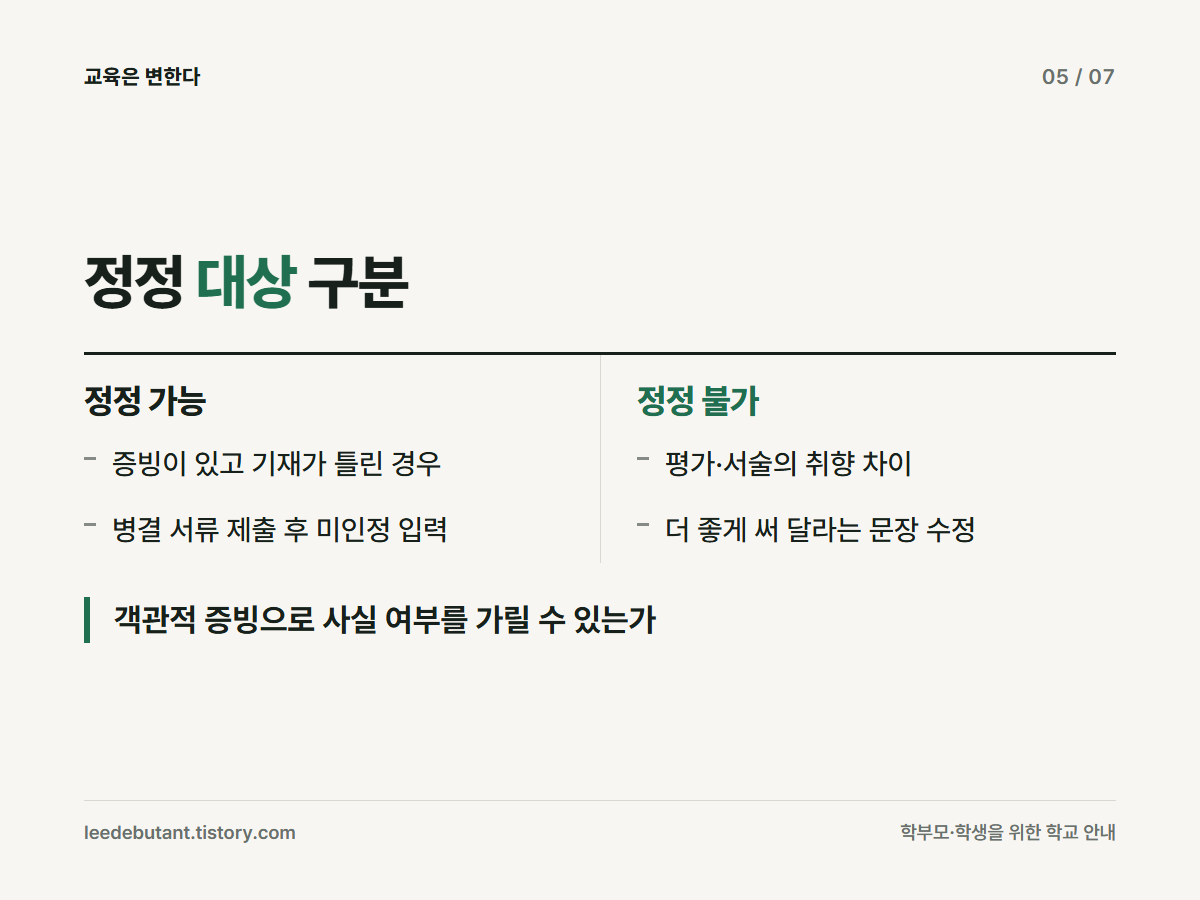 교육은 변한다
05 / 07
정정 대상 구분
정정 가능
– 증빙이 있고 기재가 틀린 경우
– 병결 서류 제출 후 미인정 입력
정정 불가
– 평가·서술의 취향 차이
– 더 좋게 써 달라는 문장 수정
객관적 증빙으로 사실 여부를 가릴 수 있는가
leedebutant.tistory.com
학부모·학생을 위한 학교 안내